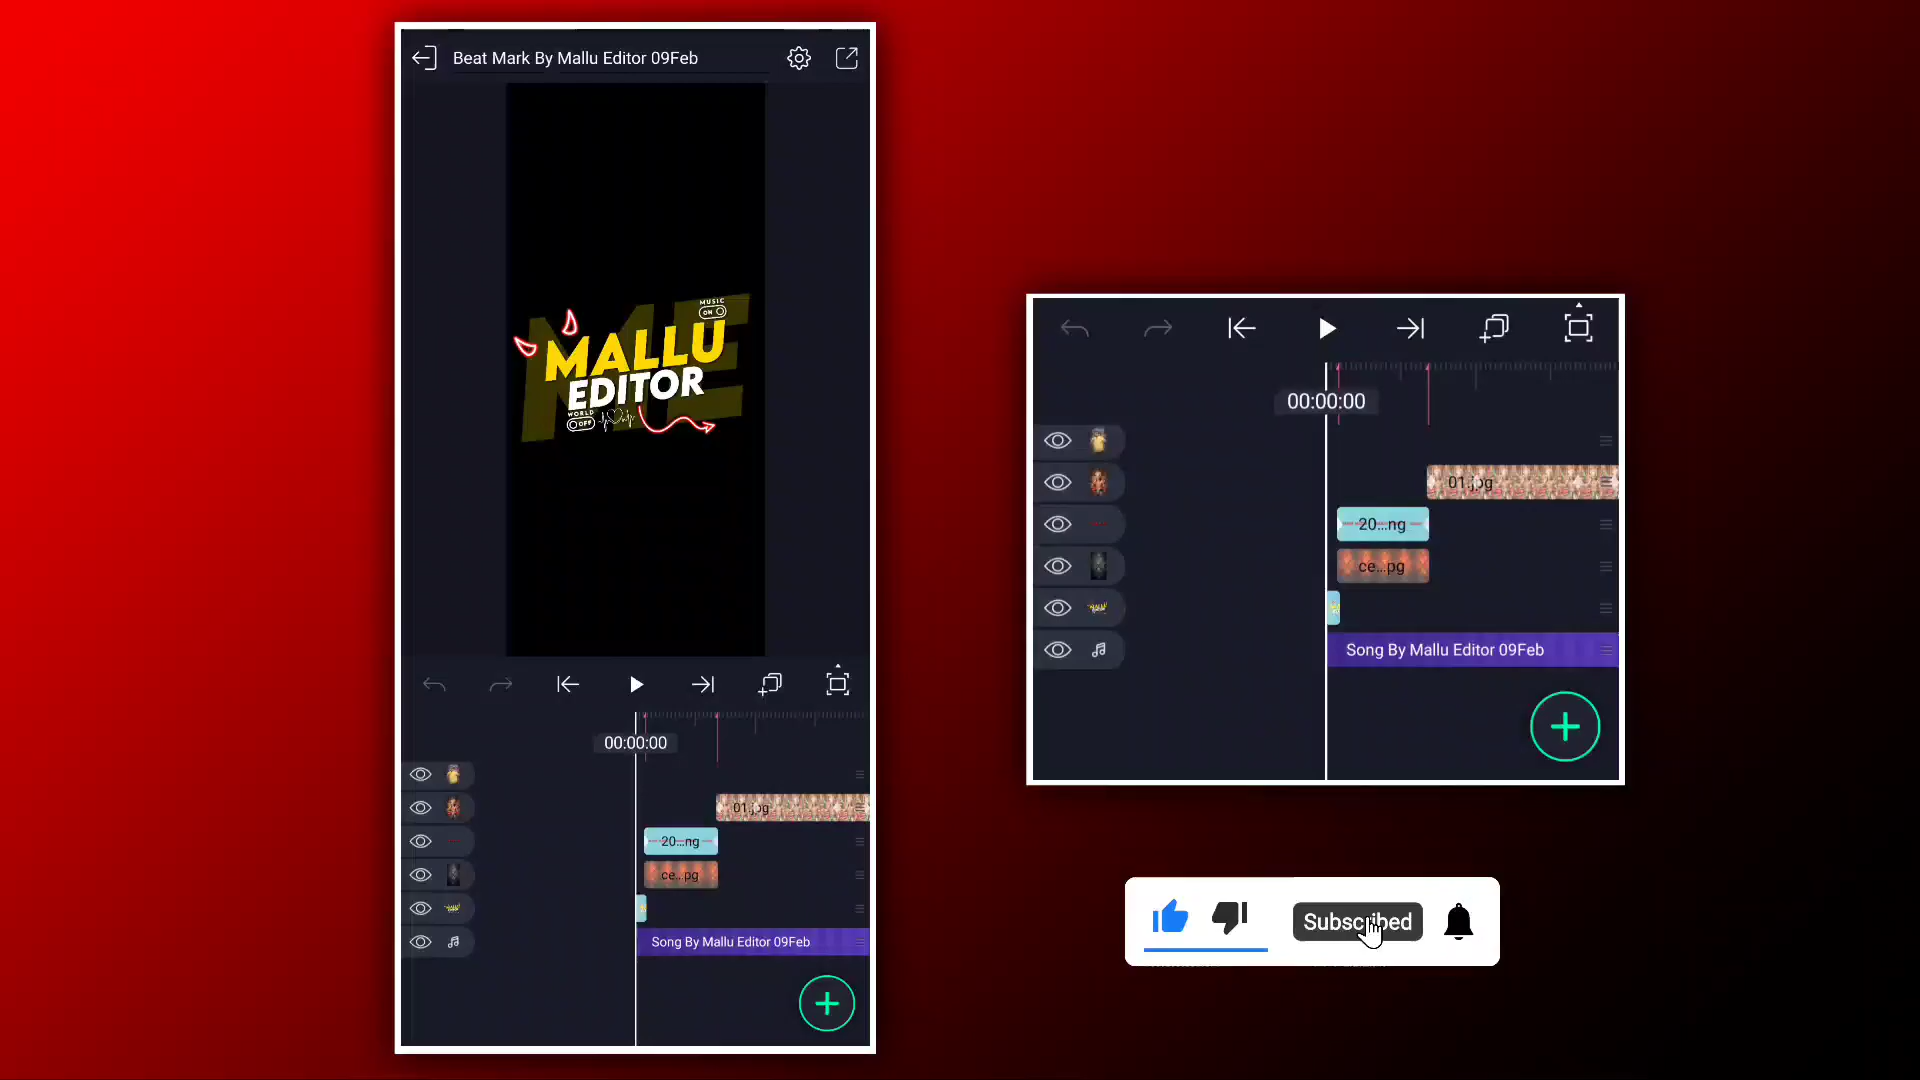 Beat Mark By Mallu Editor 09Feb
ME
MUSIC
ON
MALLU
EDITOR
WORLD
OFF
00:00:00
01.jpg
20...ng
ce...pg
Song By Mallu Editor 09Feb
00:00:00
01.jpg
20...ng
ce...pg
Song By Mallu Editor 09Feb
Subscribed